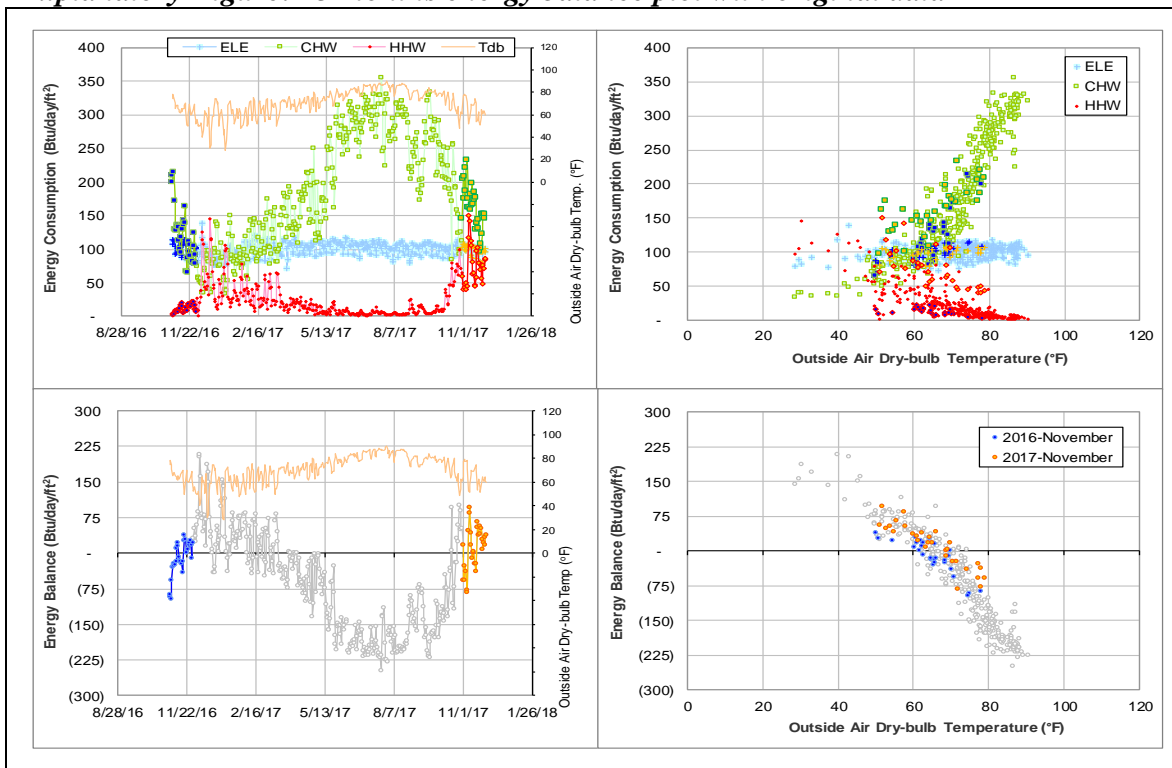 400
350
300
250
200
150
100
50
-
Energy Consumption (Btu/day/ft²)
ELE CHW HHW Tdb
120
100
80
60
40
20
0
Outside Air Dry-bulb Temp. (°F)
8/28/16 11/22/16 2/16/17 5/13/17 8/7/17 11/1/17 1/26/18
400
350
300
250
200
150
100
50
-
Energy Consumption (Btu/day/ft²)
ELE
CHW
HHW
0 20 40 60 80 100 120
Outside Air Dry-bulb Temperature (°F)
300
225
150
75
-
(75)
(150)
(225)
(300)
Energy Balance (Btu/day/ft²)
120
100
80
60
40
20
0
Outside Air Dry-bulb Temp (°F)
8/28/16 11/22/16 2/16/17 5/13/17 8/7/17 11/1/17 1/26/18
300
225
150
75
-
(75)
(150)
(225)
(300)
Energy Balance (Btu/day/ft²)
2016-November
2017-November
0 20 40 60 80 100 120
Outside Air Dry-bulb Temperature (°F)